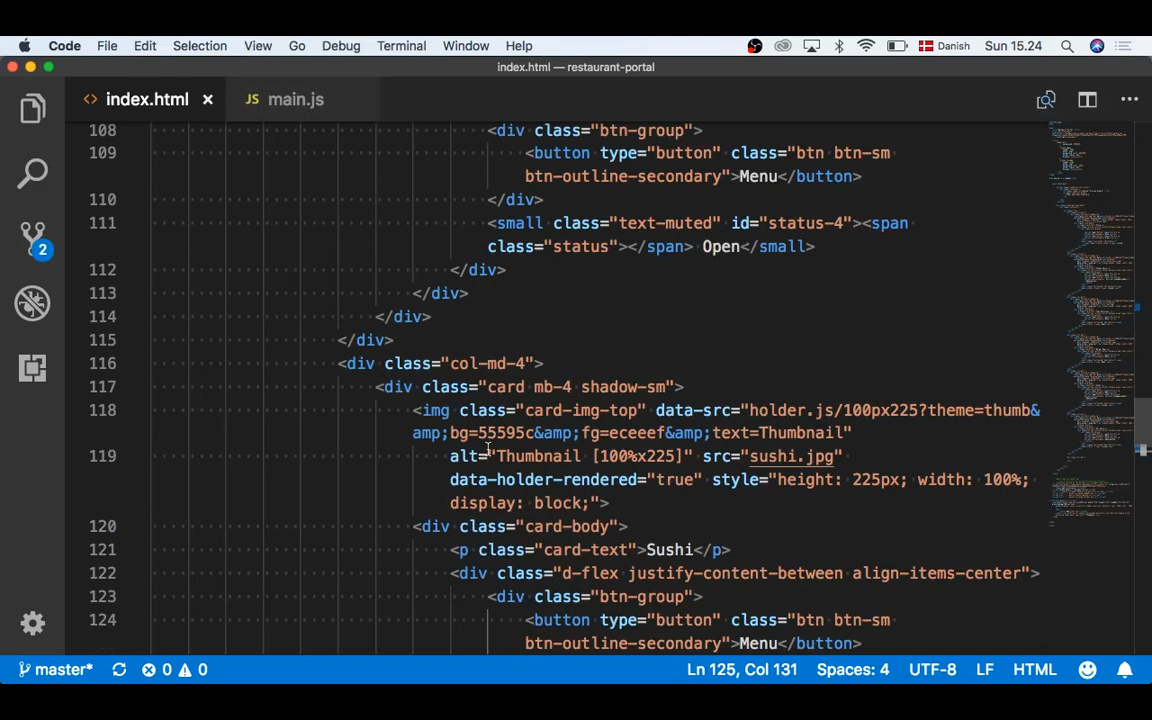 Code File Edit Selection View Go Debug Terminal Window Help Danish Sun 15.24
index.html — restaurant-portal
<> index.html × JS main.js
108 <div class="btn-group">
109 <button type="button" class="btn btn-sm
btn-outline-secondary">Menu</button>
110 </div>
111 <small class="text-muted" id="status-4"><span
class="status"></span> Open</small>
112 </div>
113 </div>
114 </div>
115 </div>
116 <div class="col-md-4">
117 <div class="card mb-4 shadow-sm">
118 <img class="card-img-top" data-src="holder.js/100px225?theme=thumb&
amp;bg=55595c&amp;fg=eceeef&amp;text=Thumbnail"
119 alt="Thumbnail [100%x225]" src="sushi.jpg"
data-holder-rendered="true" style="height: 225px; width: 100%;
display: block;">
120 <div class="card-body">
121 <p class="card-text">Sushi</p>
122 <div class="d-flex justify-content-between align-items-center">
123 <div class="btn-group">
124 <button type="button" class="btn btn-sm
btn-outline-secondary">Menu</button>
2
master* 0 0 Ln 125, Col 131 Spaces: 4 UTF-8 LF HTML